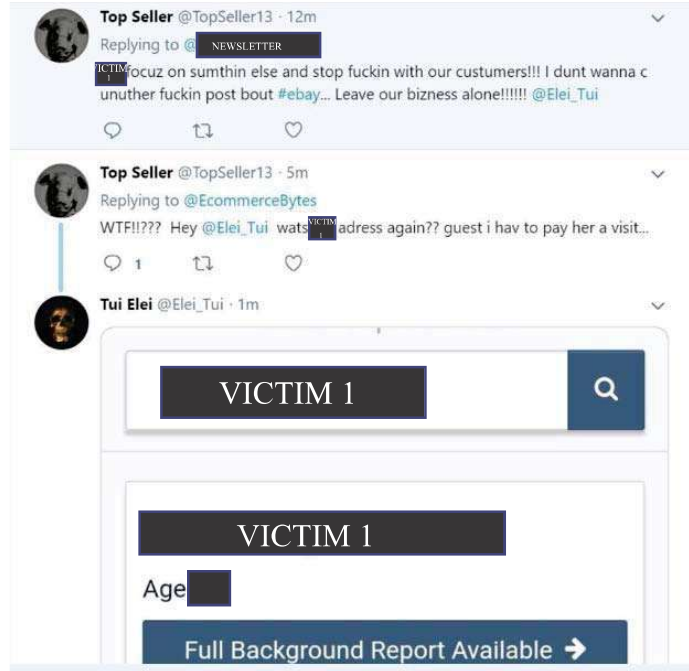 Top Seller @TopSeller13 · 12m
Replying to @ NEWSLETTER
VICTIM 1 focuz on sumthin else and stop fuckin with our custumers!!! I dunt wanna c
unuther fuckin post bout #ebay... Leave our bizness alone!!!!!! @Elei_Tui
Top Seller @TopSeller13 · 5m
Replying to @EcommerceBytes
WTF!!??? Hey @Elei_Tui wats VICTIM 1 adress again?? guest i hav to pay her a visit...
1
Tui Elei @Elei_Tui · 1m
VICTIM 1
VICTIM 1
Age
Full Background Report Available →